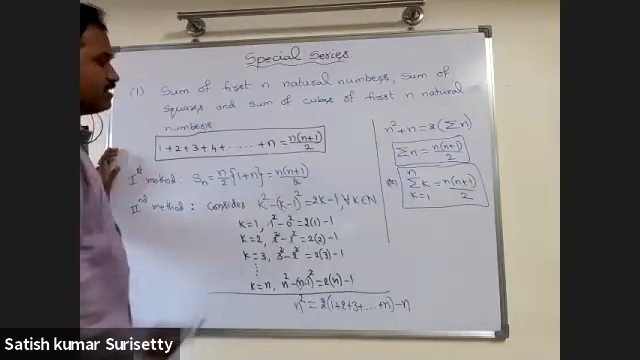 Special Series
(1) Sum of first n natural numbers, sum of
squares and sum of cubes of first n natural
numbers
1+2+3+4+......+n = n(n+1)/2
Iˢᵗ method: Sₙ = n/2 {1+n} = n(n+1)/2
IIⁿᵈ method: Consider k²-(k-1)² = 2k-1, ∀ k∈N
k=1, 1²-0² = 2(1)-1
k=2, 2²-1² = 2(2)-1
k=3, 3²-2² = 2(3)-1
⋮
k=n, n²-(n-1)² = 2(n)-1
n² = 2(1+2+3+...+n)-n
n²+n = 2(Σn)
Σn = n(n+1)/2
(or) Σₖ₌₁ⁿ k = n(n+1)/2
Satish kumar Surisetty